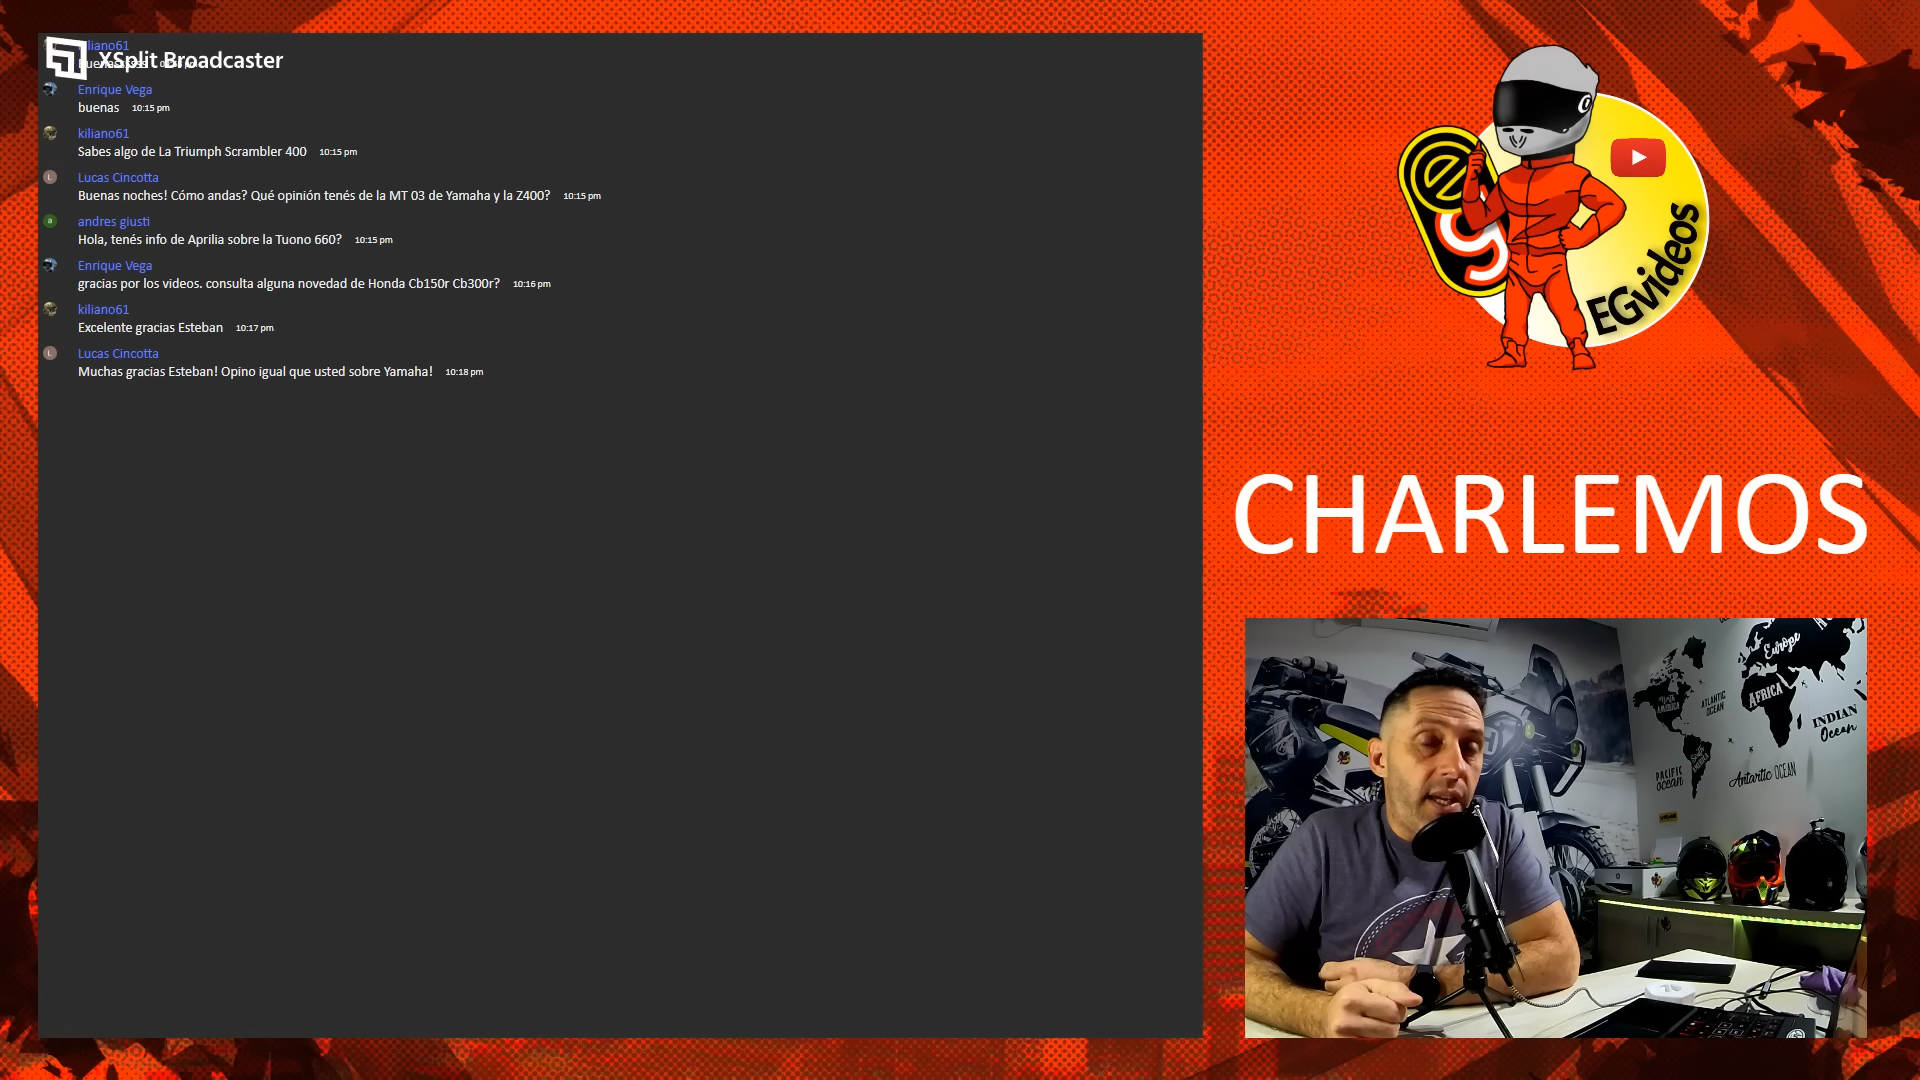 kiliano61
XSplit Broadcaster
Enrique Vega
buenas 10:15 pm
kiliano61
Sabes algo de La Triumph Scrambler 400 10:15 pm
Lucas Cincotta
Buenas noches! Cómo andas? Qué opinión tenés de la MT 03 de Yamaha y la Z400? 10:15 pm
andres giusti
Hola, tenés info de Aprilia sobre la Tuono 660? 10:15 pm
Enrique Vega
gracias por los videos. consulta alguna novedad de Honda Cb150r Cb300r? 10:16 pm
kiliano61
Excelente gracias Esteban 10:17 pm
Lucas Cincotta
Muchas gracias Esteban! Opino igual que usted sobre Yamaha! 10:18 pm
eg
EGvideos
CHARLEMOS
Europe
AFRICA
ATLANTIC
OCEAN
INDIAN
Ocean
PACIFIC
Ocean
Antartic OCEAN